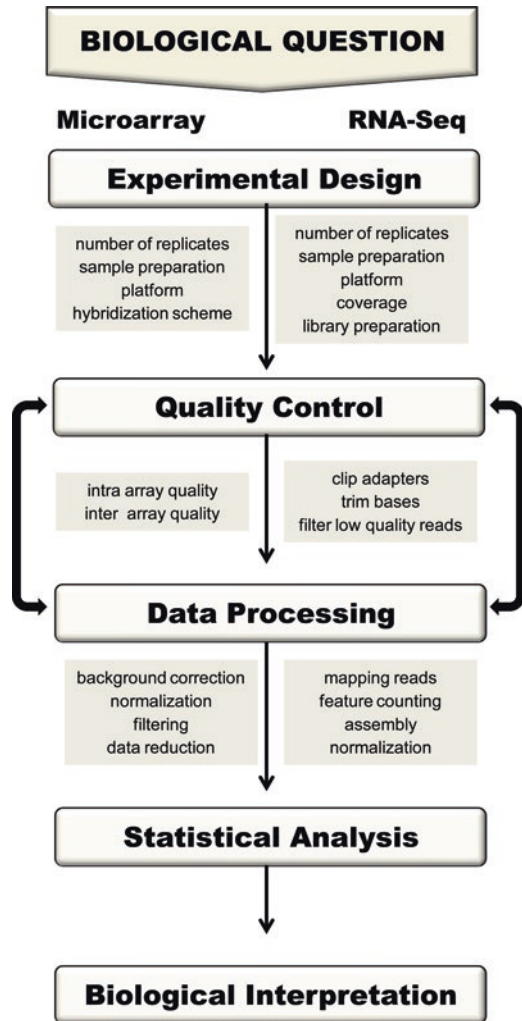 BIOLOGICAL QUESTION
Microarray
RNA-Seq
Experimental Design
number of replicates
sample preparation
platform
hybridization scheme
number of replicates
sample preparation
platform
coverage
library preparation
Quality Control
intra array quality
inter array quality
clip adapters
trim bases
filter low quality reads
Data Processing
background correction
normalization
filtering
data reduction
mapping reads
feature counting
assembly
normalization
Statistical Analysis
Biological Interpretation